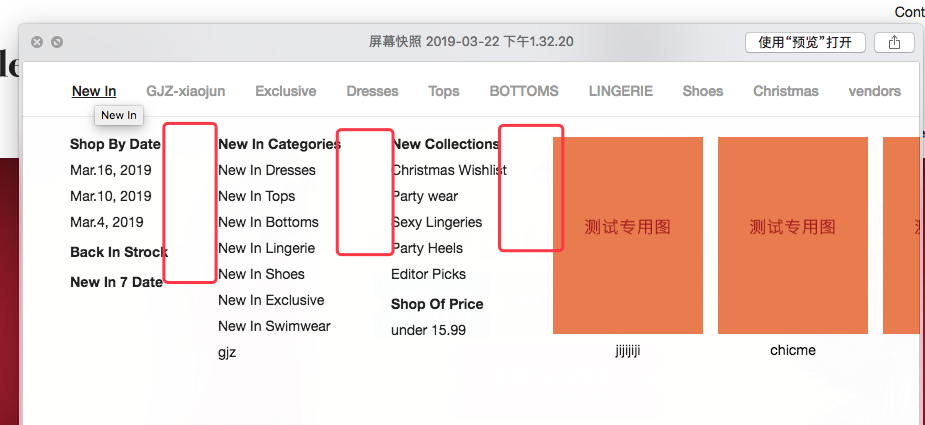 Cont
le
屏幕快照 2019-03-22 下午1.32.20
使用“预览”打开
New In
GJZ-xiaojun
Exclusive
Dresses
Tops
BOTTOMS
LINGERIE
Shoes
Christmas
vendors
New In
Shop By Date
Mar.16, 2019
Mar.10, 2019
Mar.4, 2019
Back In Strock
New In 7 Date
New In Categories
New In Dresses
New In Tops
New In Bottoms
New In Lingerie
New In Shoes
New In Exclusive
New In Swimwear
gjz
New Collections
Christmas Wishlist
Party wear
Sexy Lingeries
Party Heels
Editor Picks
Shop Of Price
under 15.99
测试专用图
jijijiji
测试专用图
chicme